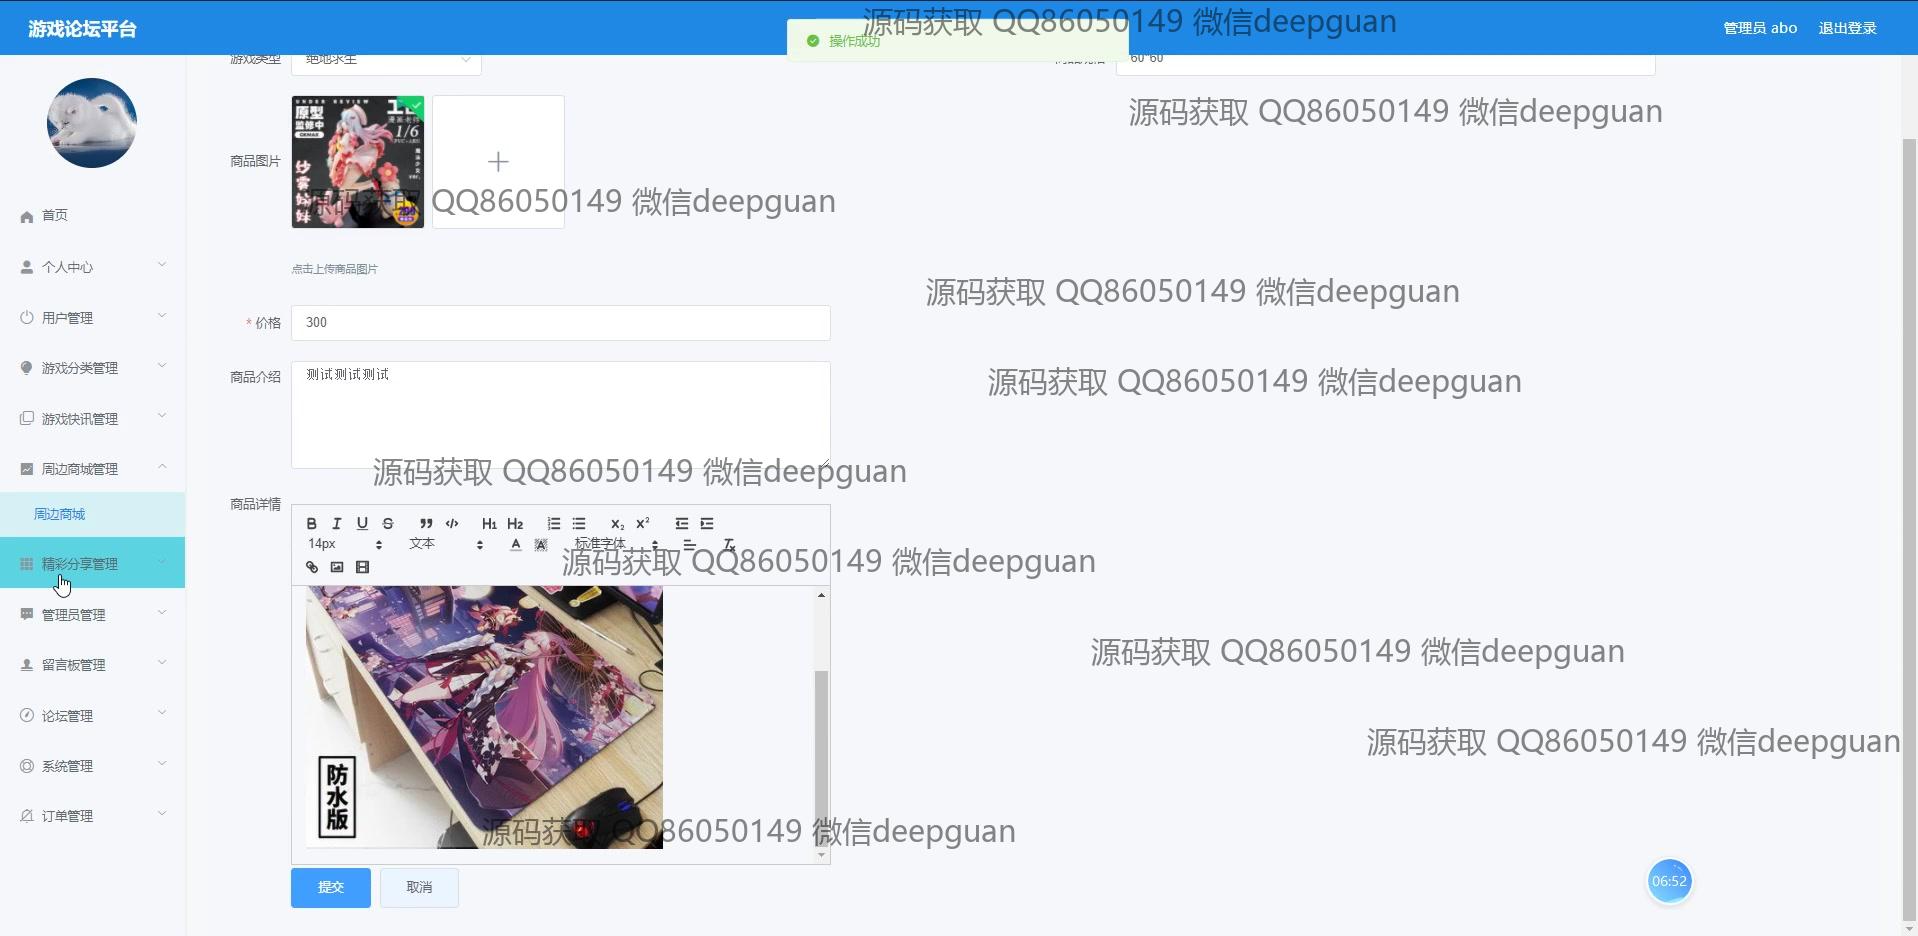 游戏论坛平台
源码获取 QQ86050149 微信deepguan
操作成功
管理员 abo
退出登录
游戏类型
绝地求生
60*60
首页
个人中心
用户管理
游戏分类管理
游戏快讯管理
周边商城管理
周边商城
精彩分享管理
管理员管理
留言板管理
论坛管理
系统管理
订单管理
源码获取 QQ86050149 微信deepguan
商品图片
UNDER REVIEW
原型
监修中
1/6
源码获取 QQ86050149 微信deepguan
点击上传商品图片
源码获取 QQ86050149 微信deepguan
* 价格
300
商品介绍
测试测试测试
源码获取 QQ86050149 微信deepguan
源码获取 QQ86050149 微信deepguan
商品详情
B I U S ” </> H1 H2 X₂ X²
14px
文本
标准字体
源码获取 QQ86050149 微信deepguan
源码获取 QQ86050149 微信deepguan
源码获取 QQ86050149 微信deepguan
防水版
源码获取 QQ86050149 微信deepguan
提交
取消
06:52